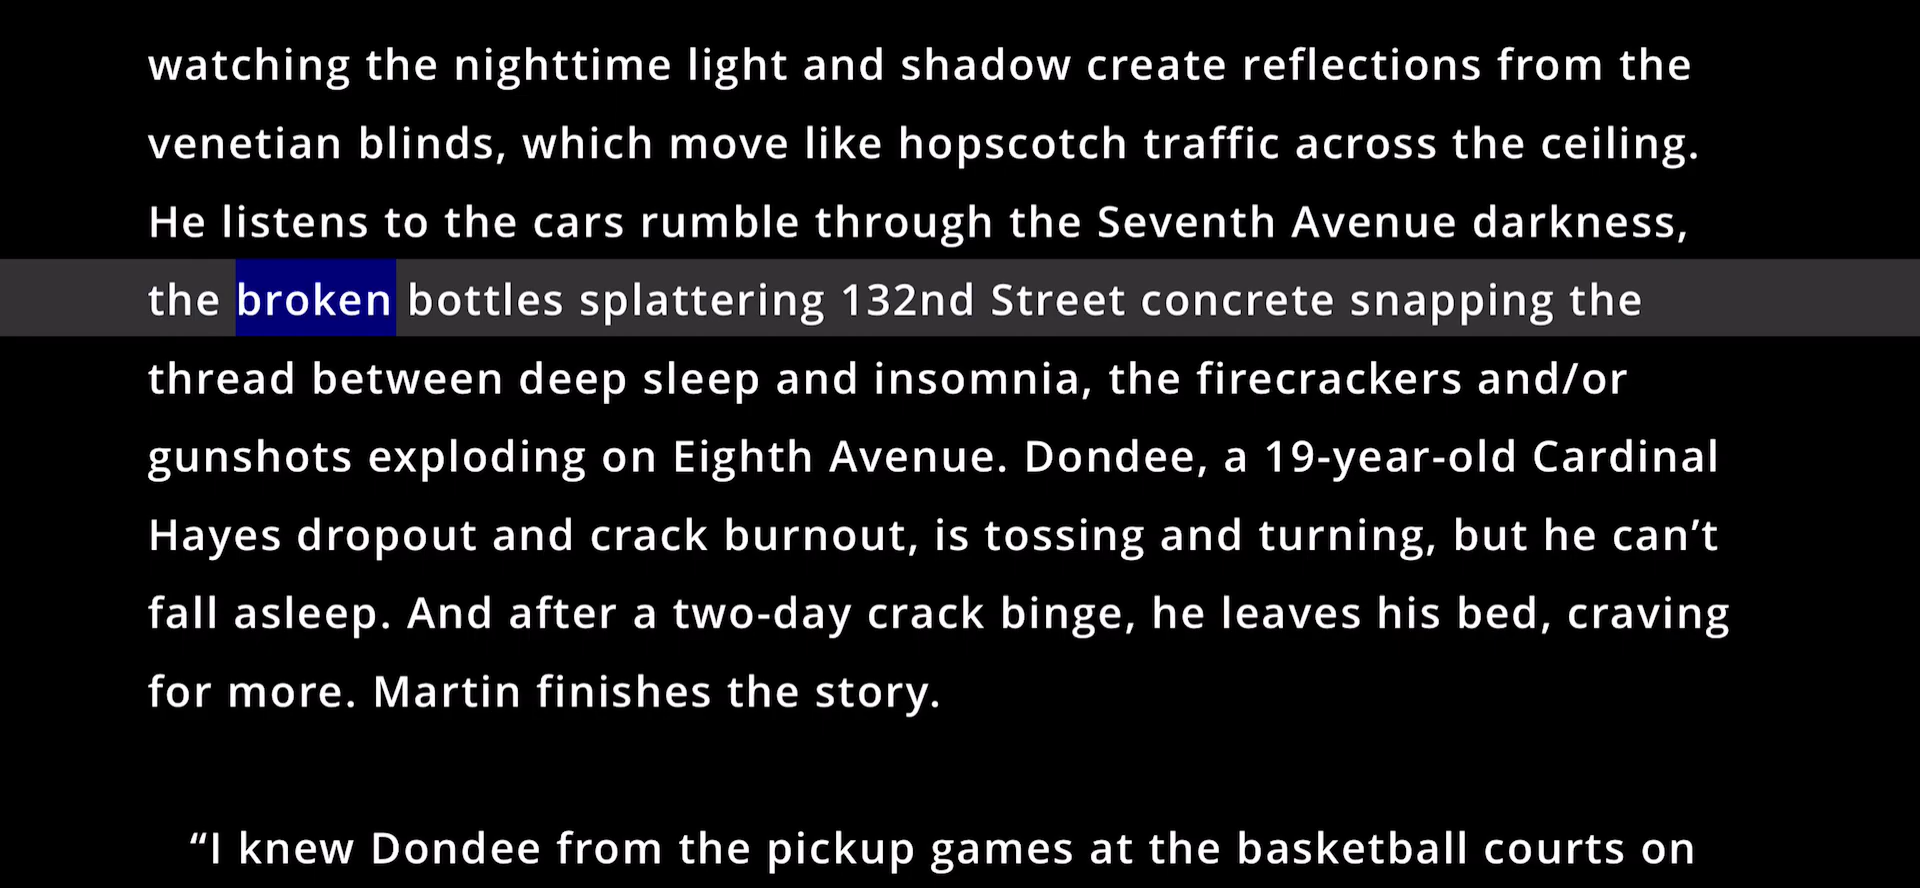 watching the nighttime light and shadow create reflections from the
venetian blinds, which move like hopscotch traffic across the ceiling.
He listens to the cars rumble through the Seventh Avenue darkness,
the broken bottles splattering 132nd Street concrete snapping the
thread between deep sleep and insomnia, the firecrackers and/or
gunshots exploding on Eighth Avenue. Dondee, a 19-year-old Cardinal
Hayes dropout and crack burnout, is tossing and turning, but he can’t
fall asleep. And after a two-day crack binge, he leaves his bed, craving
for more. Martin finishes the story.
“I knew Dondee from the pickup games at the basketball courts on